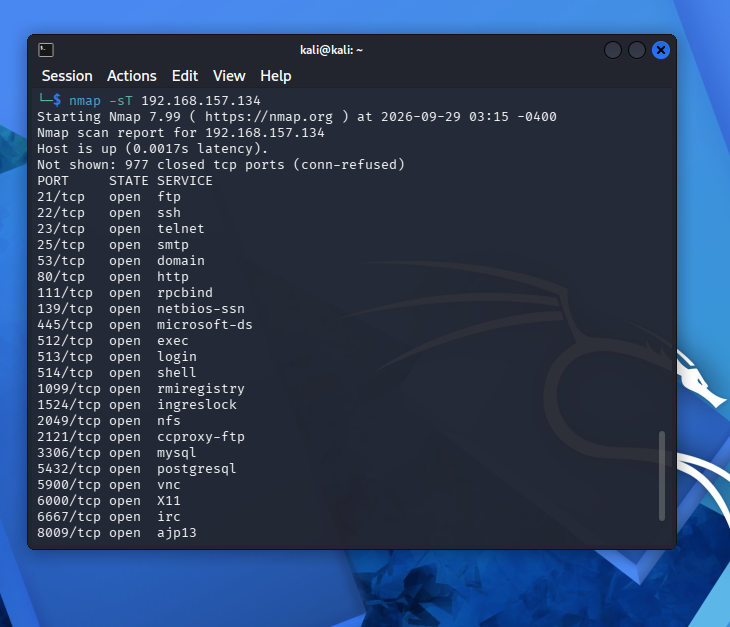 kali@kali: ~
Session Actions Edit View Help
└─$ nmap -sT 192.168.157.134
Starting Nmap 7.99 ( https://nmap.org ) at 2026-09-29 03:15 -0400
Nmap scan report for 192.168.157.134
Host is up (0.0017s latency).
Not shown: 977 closed tcp ports (conn-refused)
PORT     STATE SERVICE
21/tcp   open  ftp
22/tcp   open  ssh
23/tcp   open  telnet
25/tcp   open  smtp
53/tcp   open  domain
80/tcp   open  http
111/tcp  open  rpcbind
139/tcp  open  netbios-ssn
445/tcp  open  microsoft-ds
512/tcp  open  exec
513/tcp  open  login
514/tcp  open  shell
1099/tcp open  rmiregistry
1524/tcp open  ingreslock
2049/tcp open  nfs
2121/tcp open  ccproxy-ftp
3306/tcp open  mysql
5432/tcp open  postgresql
5900/tcp open  vnc
6000/tcp open  X11
6667/tcp open  irc
8009/tcp open  ajp13